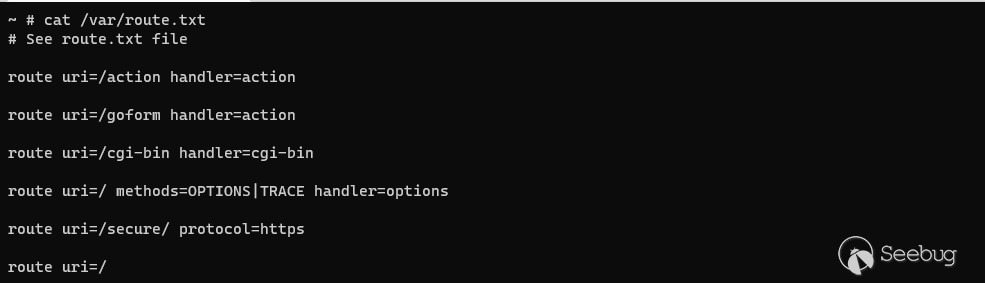 ~ # cat /var/route.txt
# See route.txt file
route uri=/action handler=action
route uri=/goform handler=action
route uri=/cgi-bin handler=cgi-bin
route uri=/ methods=OPTIONS|TRACE handler=options
route uri=/secure/ protocol=https
route uri=/
Seebug